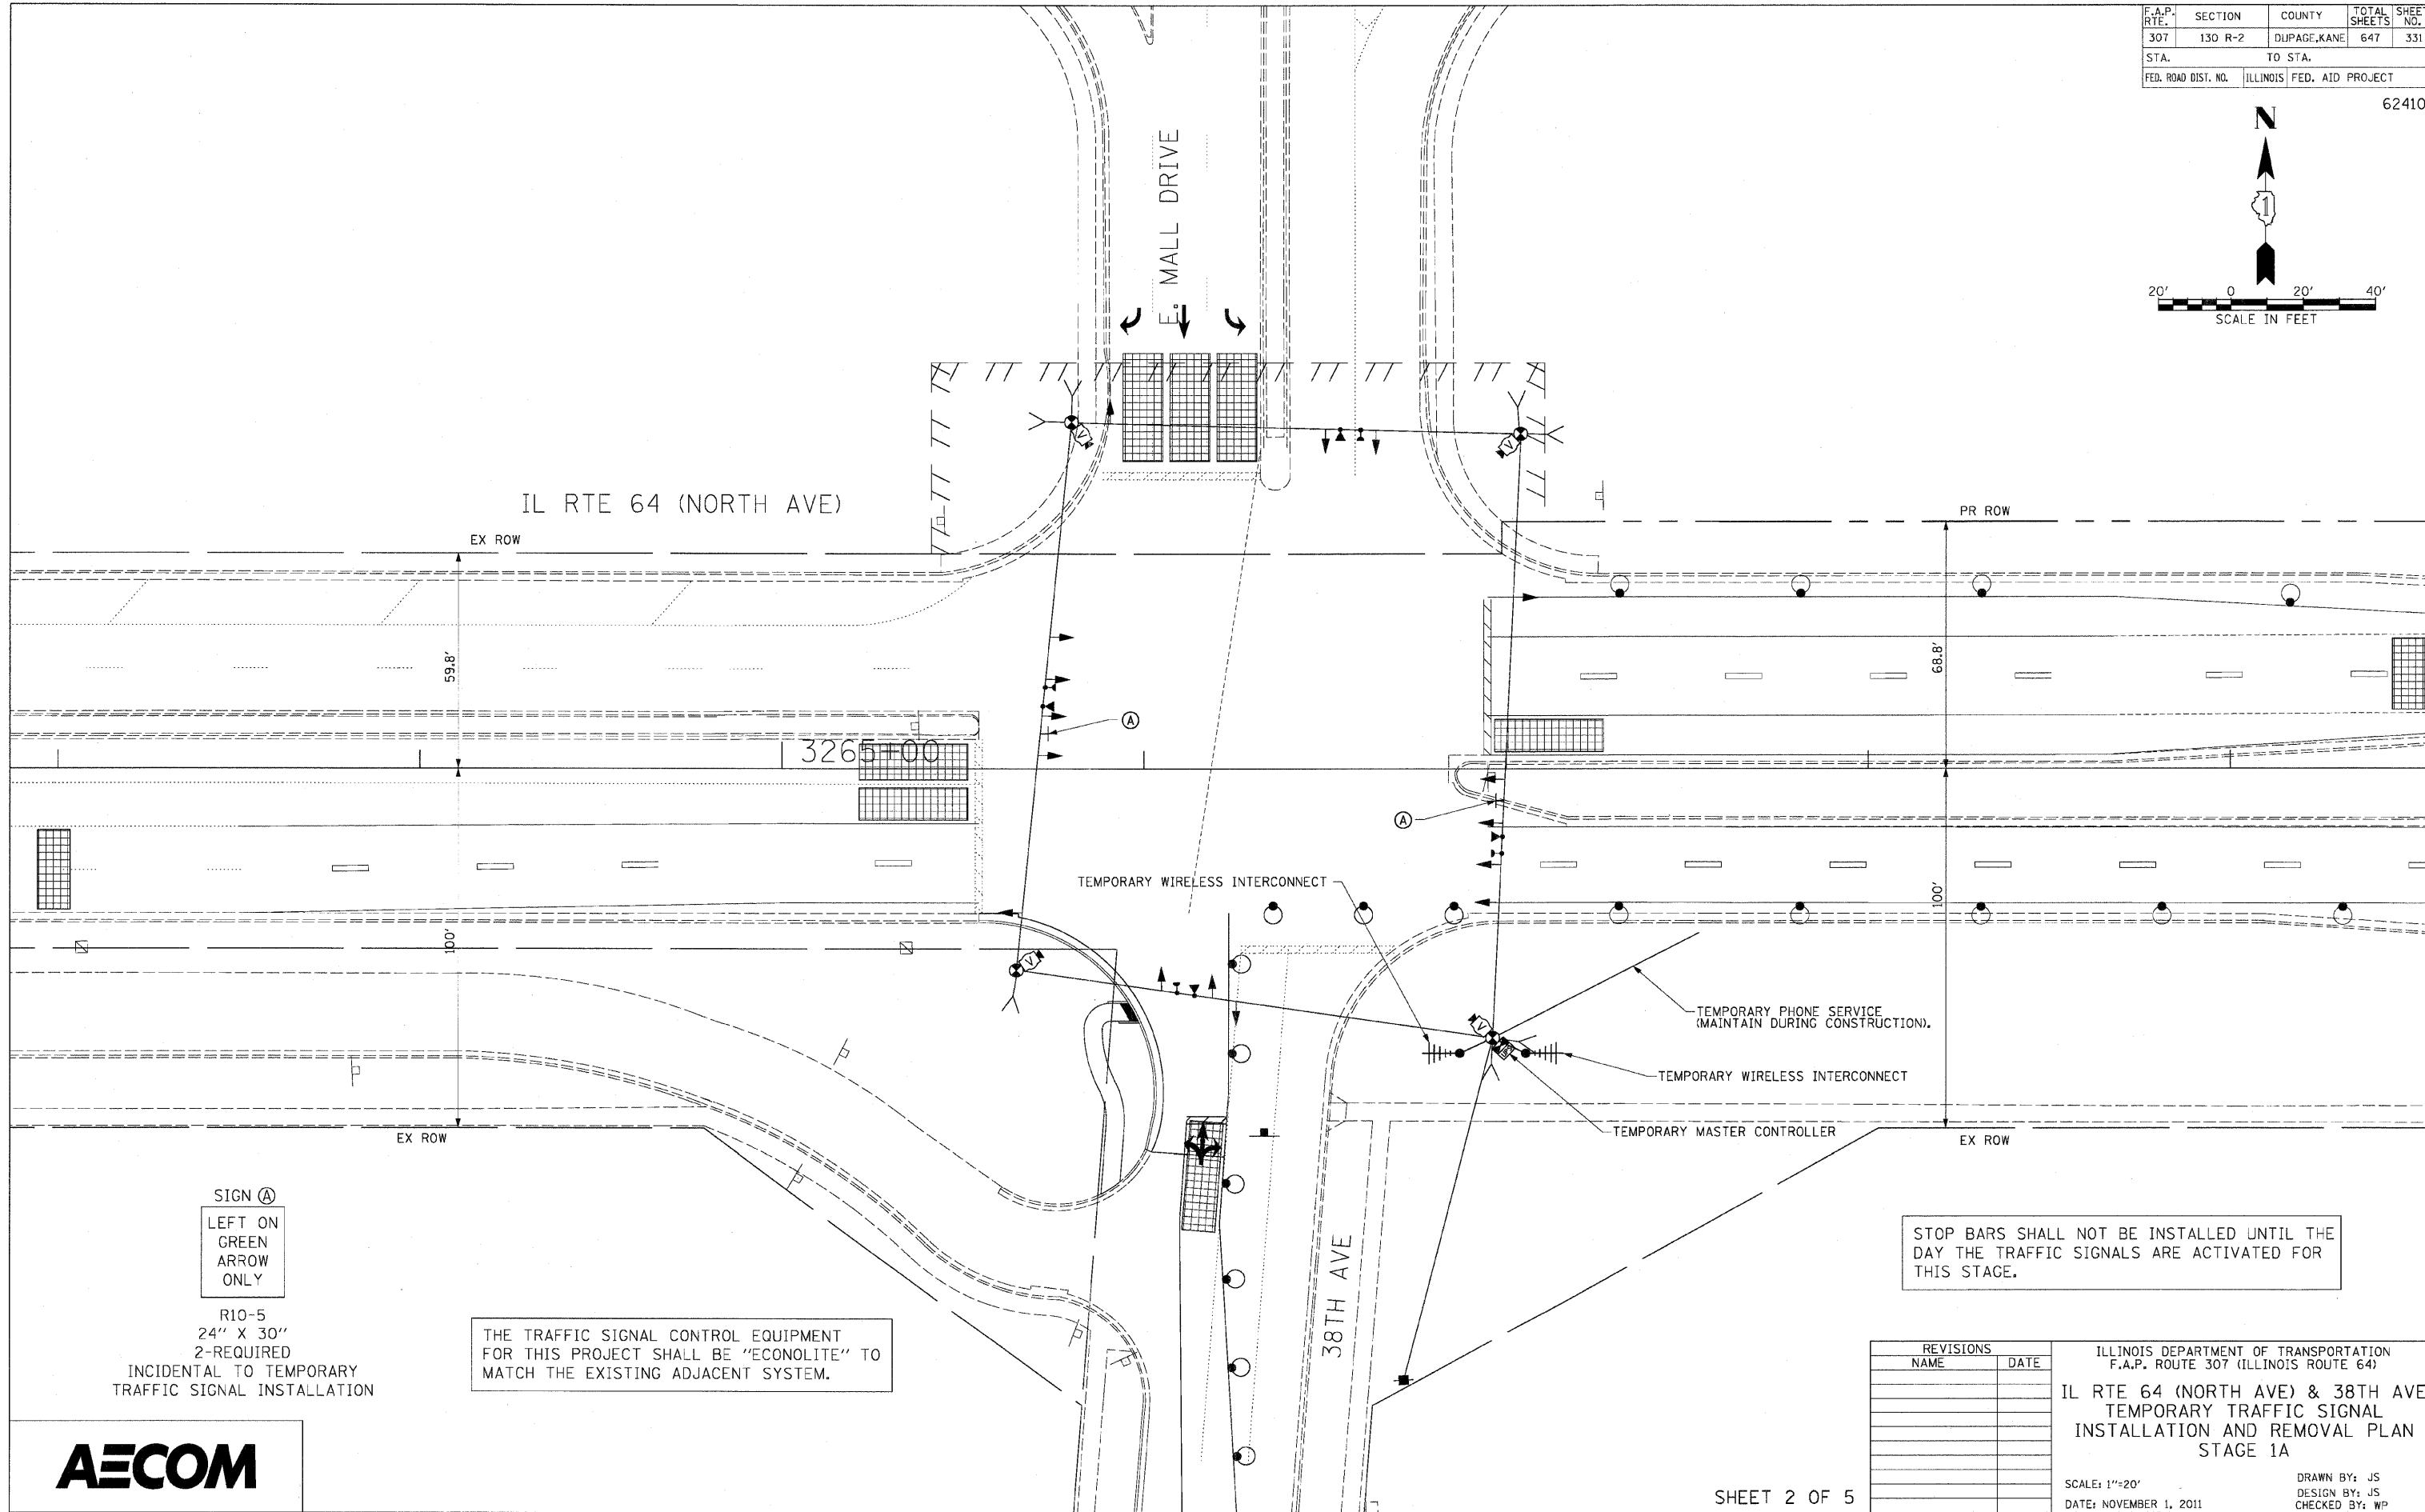 F.A.P. RTE. SECTION COUNTY TOTAL SHEETS SHEET NO.
307 130 R-2 DUPAGE,KANE 647 331
STA. TO STA.
FED. ROAD DIST. NO. ILLINOIS FED. AID PROJECT
62410
N
1
20' 0 20' 40'
SCALE IN FEET
E. MALL DRIVE
IL RTE 64 (NORTH AVE)
EX ROW
PR ROW
59.8'
68.8'
A
3265+00
A
100'
100'
V
V
V
V
TEMPORARY WIRELESS INTERCONNECT
TEMPORARY PHONE SERVICE
(MAINTAIN DURING CONSTRUCTION).
TEMPORARY WIRELESS INTERCONNECT
TEMPORARY MASTER CONTROLLER
EX ROW
EX ROW
38TH AVE
SIGN A
LEFT ON
GREEN
ARROW
ONLY
R10-5
24" X 30"
2-REQUIRED
INCIDENTAL TO TEMPORARY
TRAFFIC SIGNAL INSTALLATION
THE TRAFFIC SIGNAL CONTROL EQUIPMENT
FOR THIS PROJECT SHALL BE "ECONOLITE" TO
MATCH THE EXISTING ADJACENT SYSTEM.
STOP BARS SHALL NOT BE INSTALLED UNTIL THE
DAY THE TRAFFIC SIGNALS ARE ACTIVATED FOR
THIS STAGE.
AECOM
SHEET 2 OF 5
REVISIONS
NAME DATE
ILLINOIS DEPARTMENT OF TRANSPORTATION
F.A.P. ROUTE 307 (ILLINOIS ROUTE 64)
IL RTE 64 (NORTH AVE) & 38TH AVE
TEMPORARY TRAFFIC SIGNAL
INSTALLATION AND REMOVAL PLAN
STAGE 1A
SCALE: 1"=20'
DATE: NOVEMBER 1, 2011
DRAWN BY: JS
DESIGN BY: JS
CHECKED BY: WP